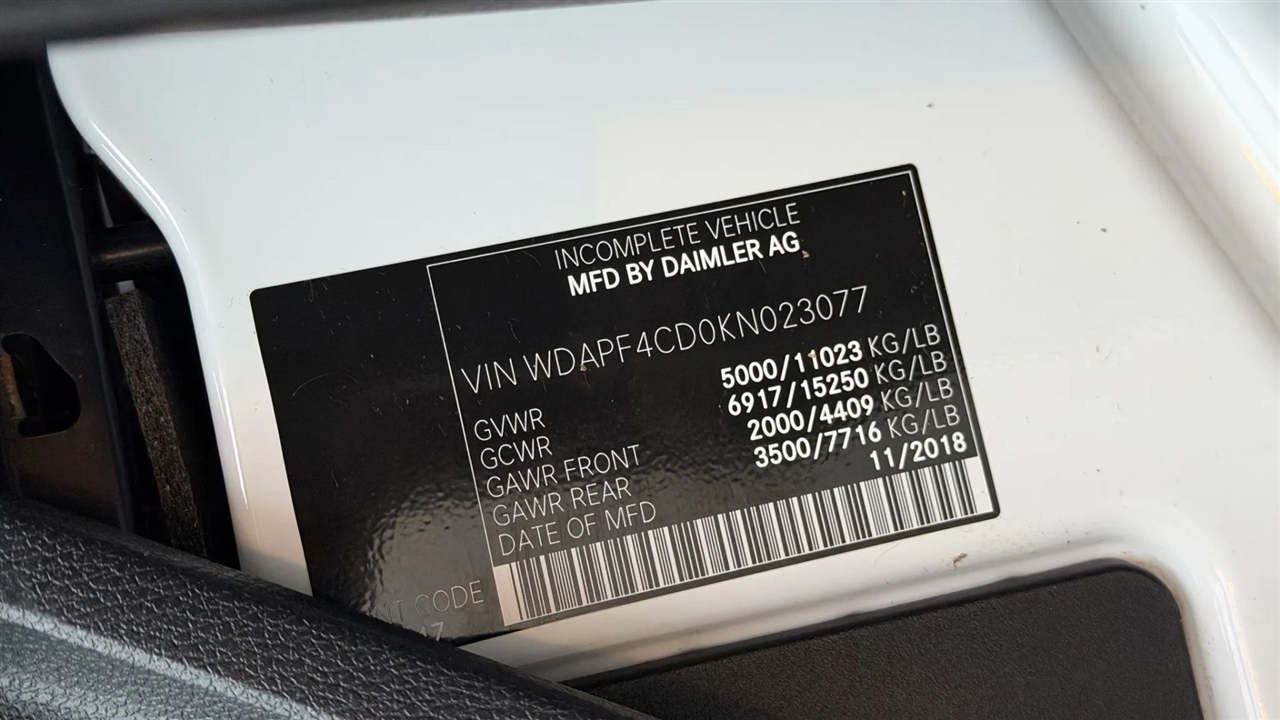 INCOMPLETE VEHICLE
MFD BY DAIMLER AG
VIN WDAPF4CD0KN023077
GVWR 5000/11023 KG/LB
GCWR 6917/15250 KG/LB
GAWR FRONT 2000/4409 KG/LB
GAWR REAR 3500/7716 KG/LB
DATE OF MFD 11/2018
CODE